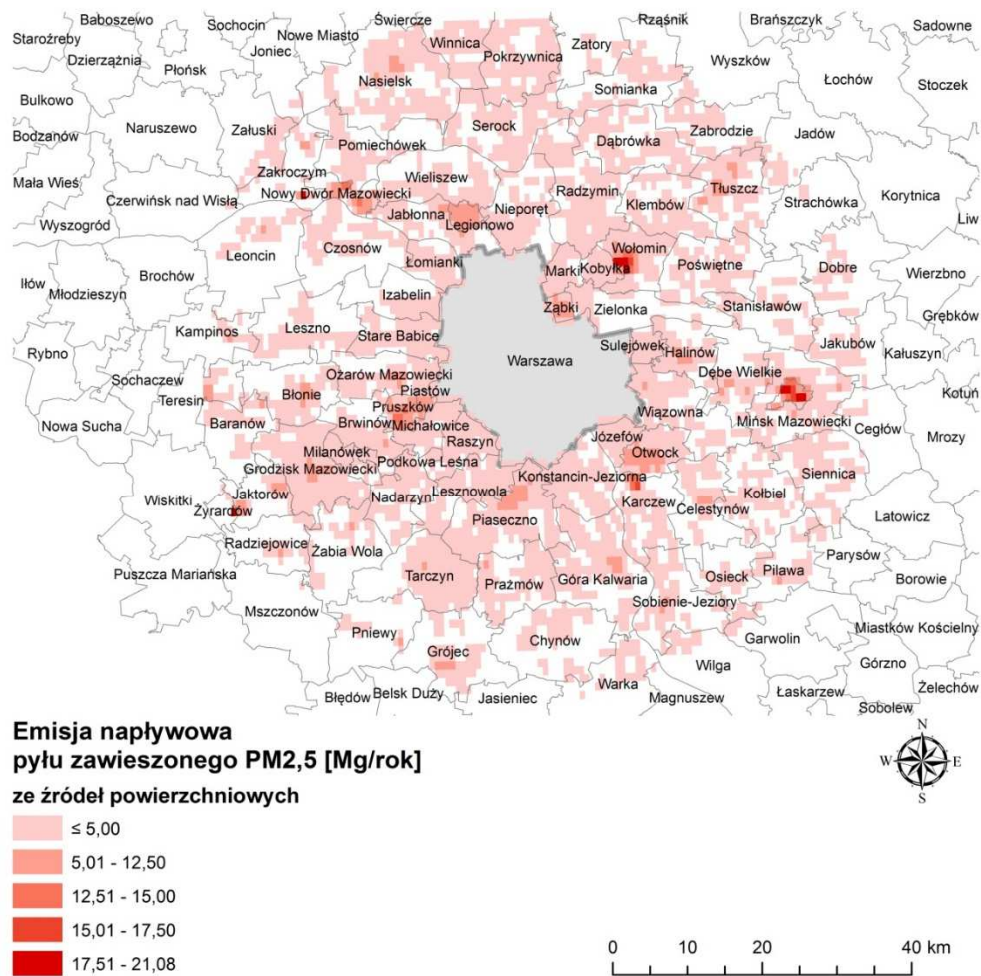 Baboszewo
Sochocin
Nowe Miasto
Świercze
Rząśnik
Brańszczyk
Sadowne
Staroźreby
Joniec
Winnica
Pokrzywnica
Zatory
Dzierzążnia
Płońsk
Wyszków
Łochów
Stoczek
Nasielsk
Somianka
Bulkowo
Naruszewo
Załuski
Serock
Zabrodzie
Jadów
Bodzanów
Pomiechówek
Dąbrówka
Zakroczym
Wieliszew
Mała Wieś
Czerwińsk nad Wisłą
Nowy Dwór Mazowiecki
Radzymin
Tłuszcz
Korytnica
Jabłonna
Nieporęt
Klembów
Strachówka
Wyszogród
Legionowo
Liw
Czosnów
Wołomin
Leoncin
Łomianki
Marki
Kobyłka
Poświętne
Dobre
Iłów
Brochów
Wierzbno
Młodzieszyn
Izabelin
Ząbki
Zielonka
Stanisławów
Grębków
Kampinos
Leszno
Stare Babice
Sulejówek
Jakubów
Rybno
Warszawa
Halinów
Kałuszyn
Sochaczew
Ożarów Mazowiecki
Dębe Wielkie
Teresin
Błonie
Piastów
Kotuń
Nowa Sucha
Baranów
Pruszków
Wiązowna
Mińsk Mazowiecki
Brwinów
Michałowice
Cegłów
Raszyn
Józefów
Mrozy
Milanówek
Otwock
Grodzisk Mazowiecki
Podkowa Leśna
Konstancin-Jeziorna
Siennica
Wiskitki
Jaktorów
Nadarzyn
Lesznowola
Karczew
Kołbiel
Żyrardów
Celestynów
Latowicz
Piaseczno
Radziejowice
Żabia Wola
Parysów
Puszcza Mariańska
Tarczyn
Prażmów
Góra Kalwaria
Osieck
Pilawa
Borowie
Mszczonów
Sobienie-Jeziory
Pniewy
Chynów
Garwolin
Miastków Kościelny
Grójec
Wilga
Górzno
Błędów
Belsk Duży
Jasieniec
Warka
Magnuszew
Łaskarzew
Żelechów
Sobolew
Emisja napływowa
pyłu zawieszonego PM2,5 [Mg/rok]
ze źródeł powierzchniowych
≤ 5,00
5,01 - 12,50
12,51 - 15,00
15,01 - 17,50
17,51 - 21,08
N
W E
S
0 10 20 40 km